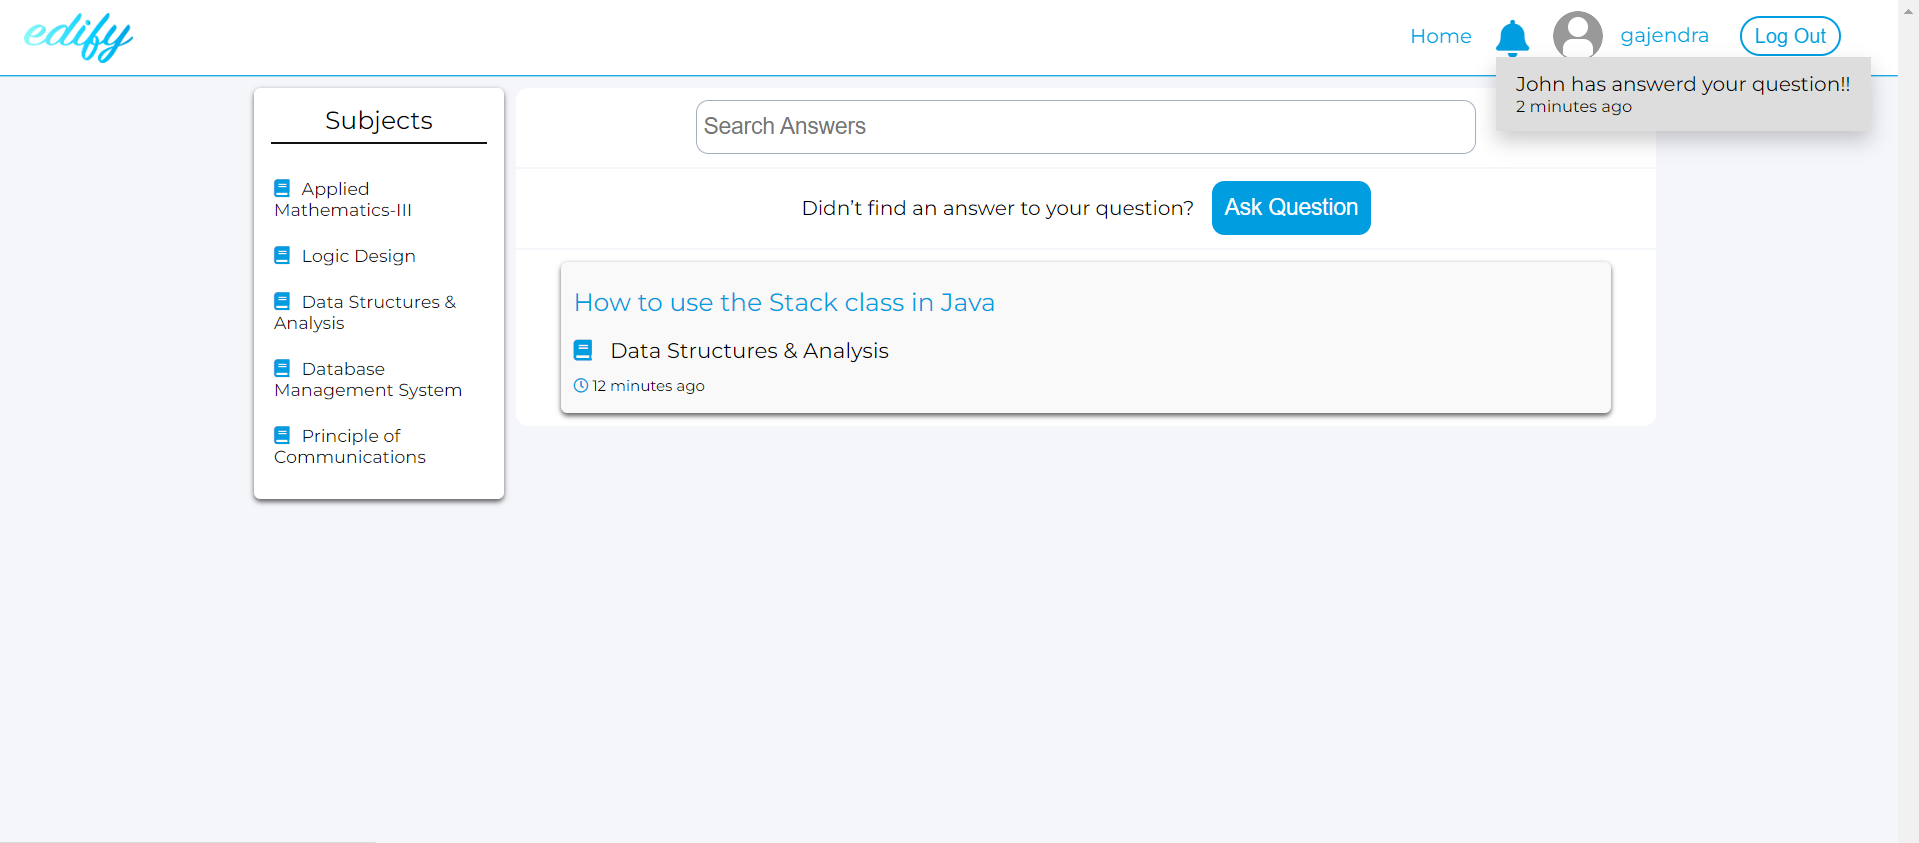 edify
Home
gajendra
Log Out
John has answerd your question!!
2 minutes ago
Subjects
Applied
Mathematics-III
Logic Design
Data Structures &
Analysis
Database
Management System
Principle of
Communications
Search Answers
Didn’t find an answer to your question?
Ask Question
How to use the Stack class in Java
Data Structures & Analysis
12 minutes ago